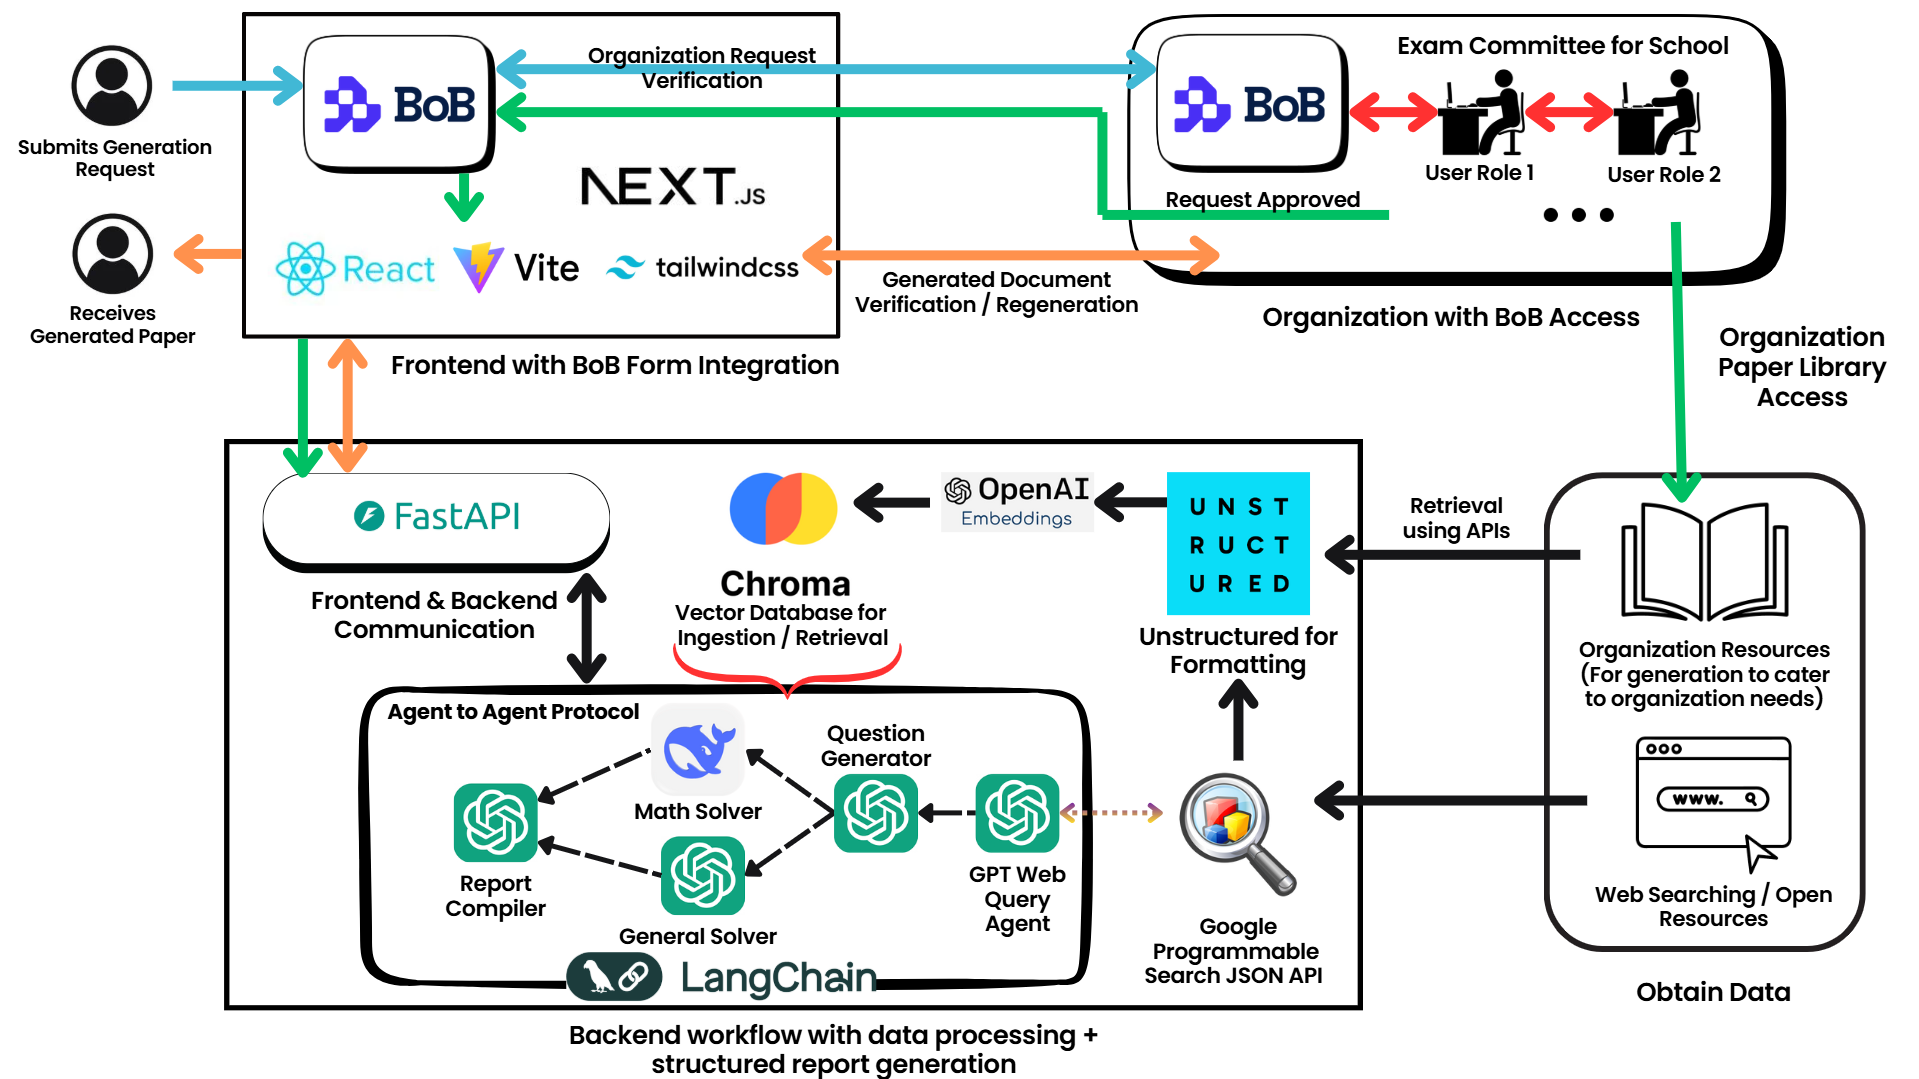 Submits Generation
Request
Receives
Generated Paper
BoB
Organization Request
Verification
NEXT.JS
React
Vite
tailwindcss
Frontend with BoB Form Integration
Generated Document
Verification / Regeneration
BoB
Exam Committee for School
User Role 1
User Role 2
Request Approved
Organization with BoB Access
Organization
Paper Library
Access
FastAPI
Frontend & Backend
Communication
Chroma
Vector Database for
Ingestion / Retrieval
OpenAI
Embeddings
UNST
RUCT
URED
Unstructured for
Formatting
Retrieval
using APIs
Organization Resources
(For generation to cater
to organization needs)
www.
Web Searching / Open
Resources
Obtain Data
Agent to Agent Protocol
Math Solver
Question
Generator
Report
Compiler
General Solver
GPT Web
Query
Agent
Google
Programmable
Search JSON API
LangChain
Backend workflow with data processing +
structured report generation